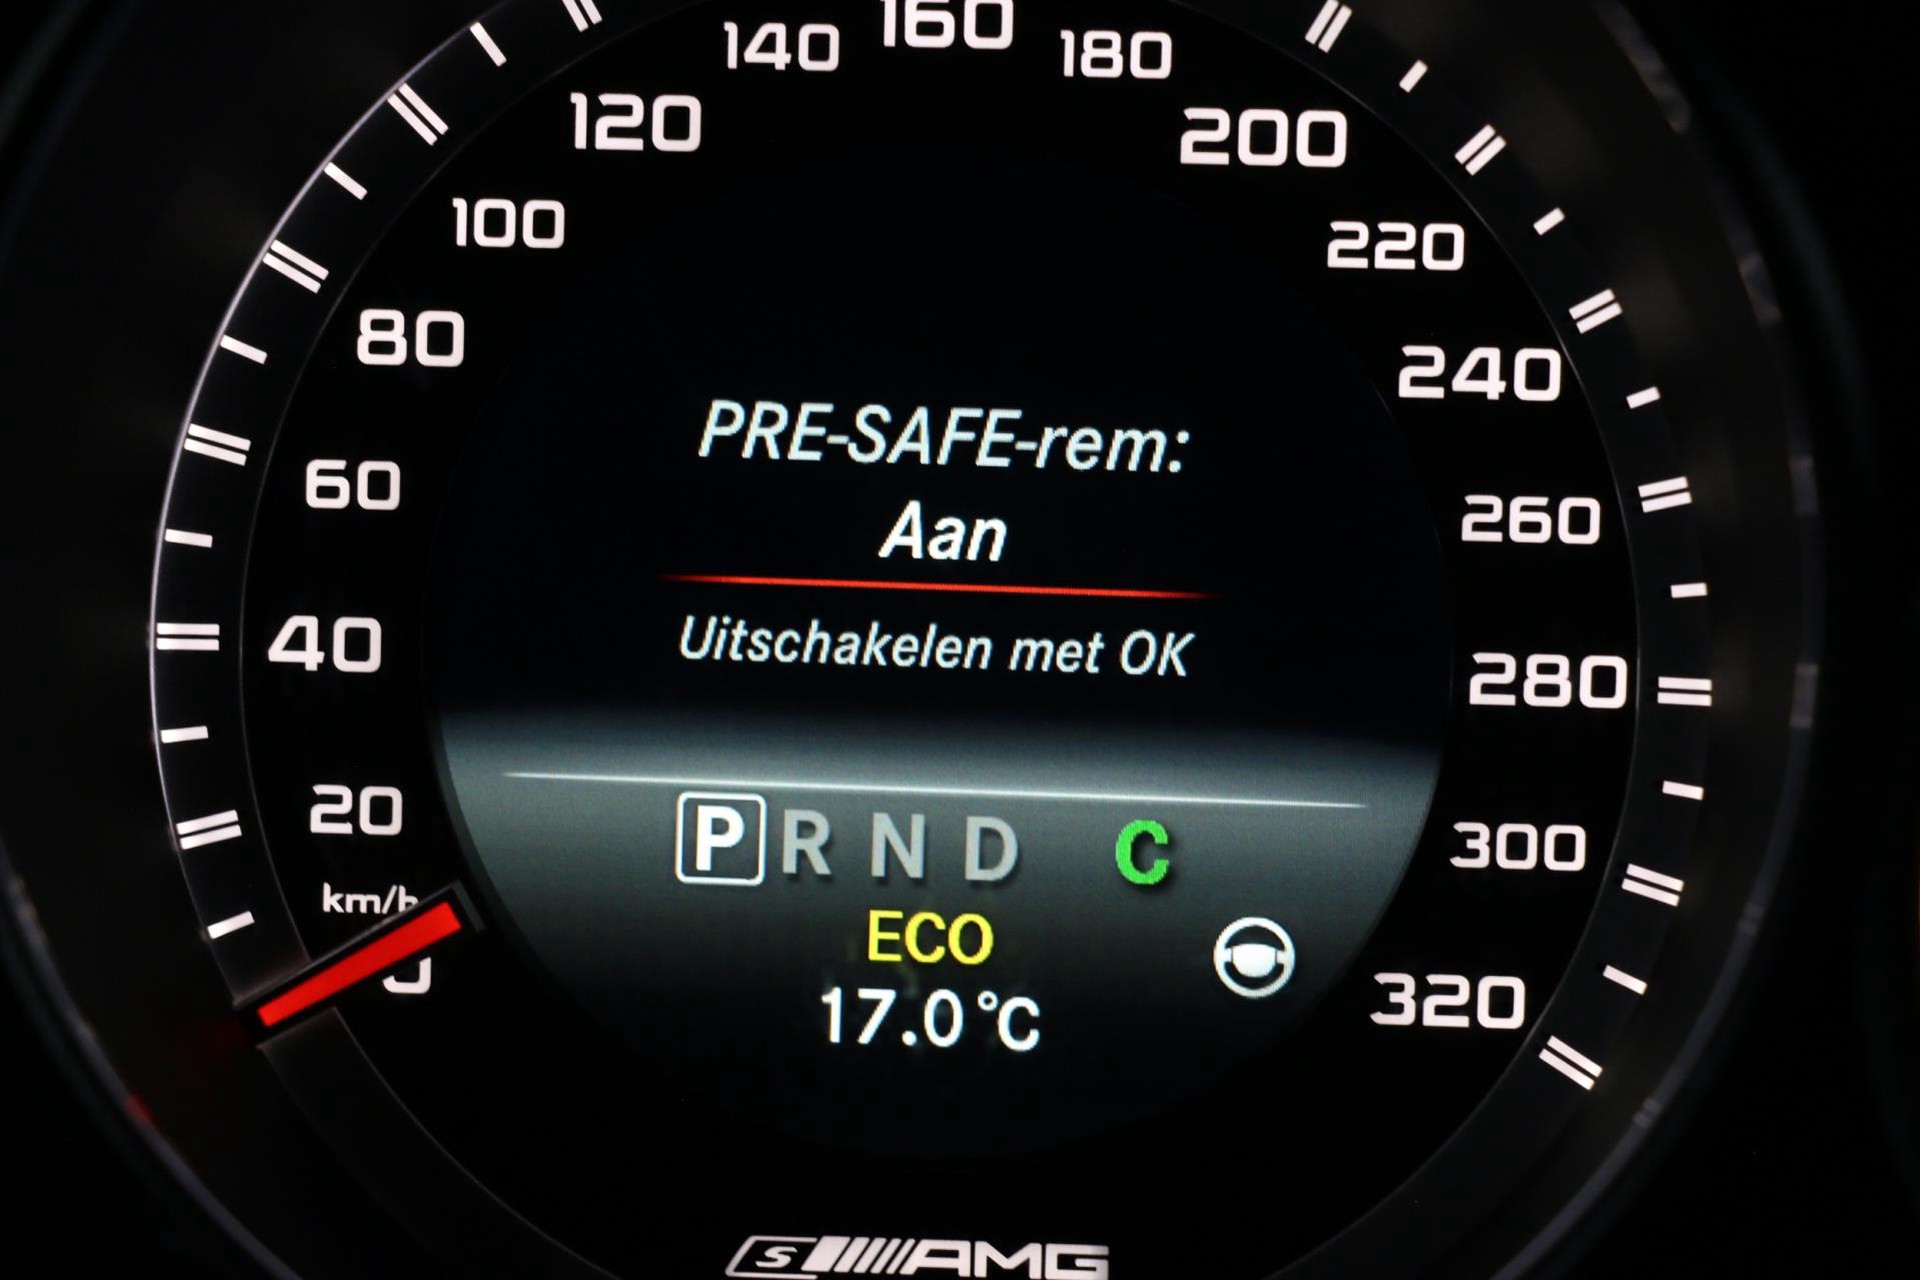 160
140 180
120 200
100 220
80 240
60 260
40 280
20 300
km/h 320
0
PRE-SAFE-rem:
Aan
Uitschakelen met OK
P R N D C
ECO
17.0°C
S AMG